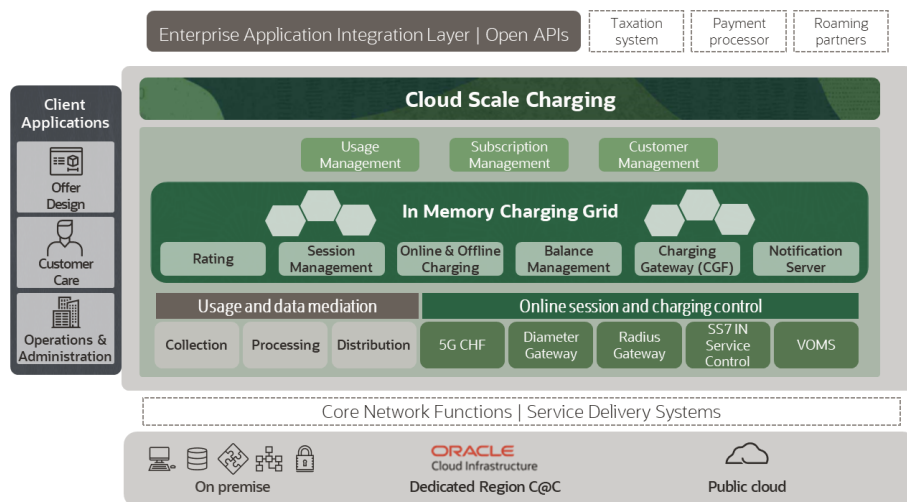 Enterprise Application Integration Layer | Open APIs
Taxation
system
Payment
processor
Roaming
partners
Client
Applications
Offer
Design
Customer
Care
Operations &
Administration
Cloud Scale Charging
Usage
Management
Subscription
Management
Customer
Management
In Memory Charging Grid
Rating
Session
Management
Online & Offline
Charging
Balance
Management
Charging
Gateway (CGF)
Notification
Server
Usage and data mediation
Online session and charging control
Collection
Processing
Distribution
5G CHF
Diameter
Gateway
Radius
Gateway
SS7 IN
Service
Control
VOMS
Core Network Functions | Service Delivery Systems
On premise
ORACLE
Cloud Infrastructure
Dedicated Region C@C
Public cloud